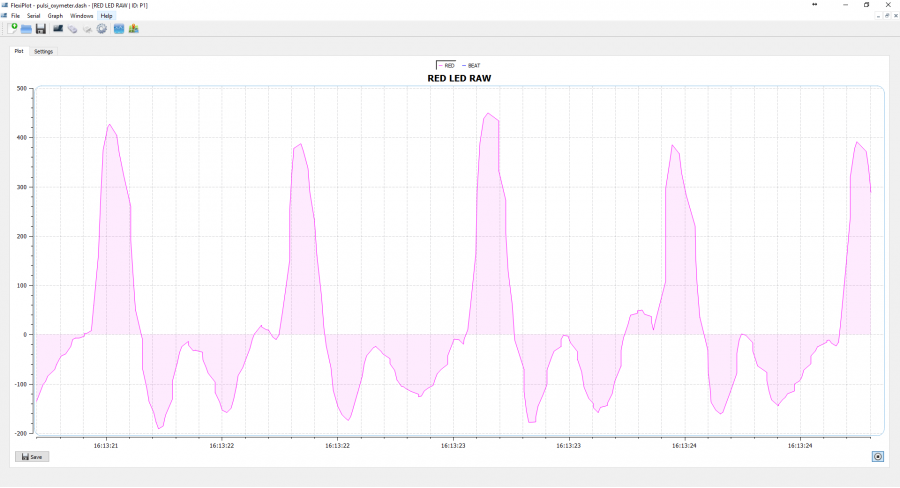 FlexiPlot - pulsi_oxymeter.dash - [RED LED RAW | ID: P1]
File Serial Graph Windows Help
Plot Settings
RED BEAT
RED LED RAW
500
400
300
200
100
0
-100
-200
16:13:21 16:13:22 16:13:22 16:13:23 16:13:23 16:13:24 16:13:24
Save